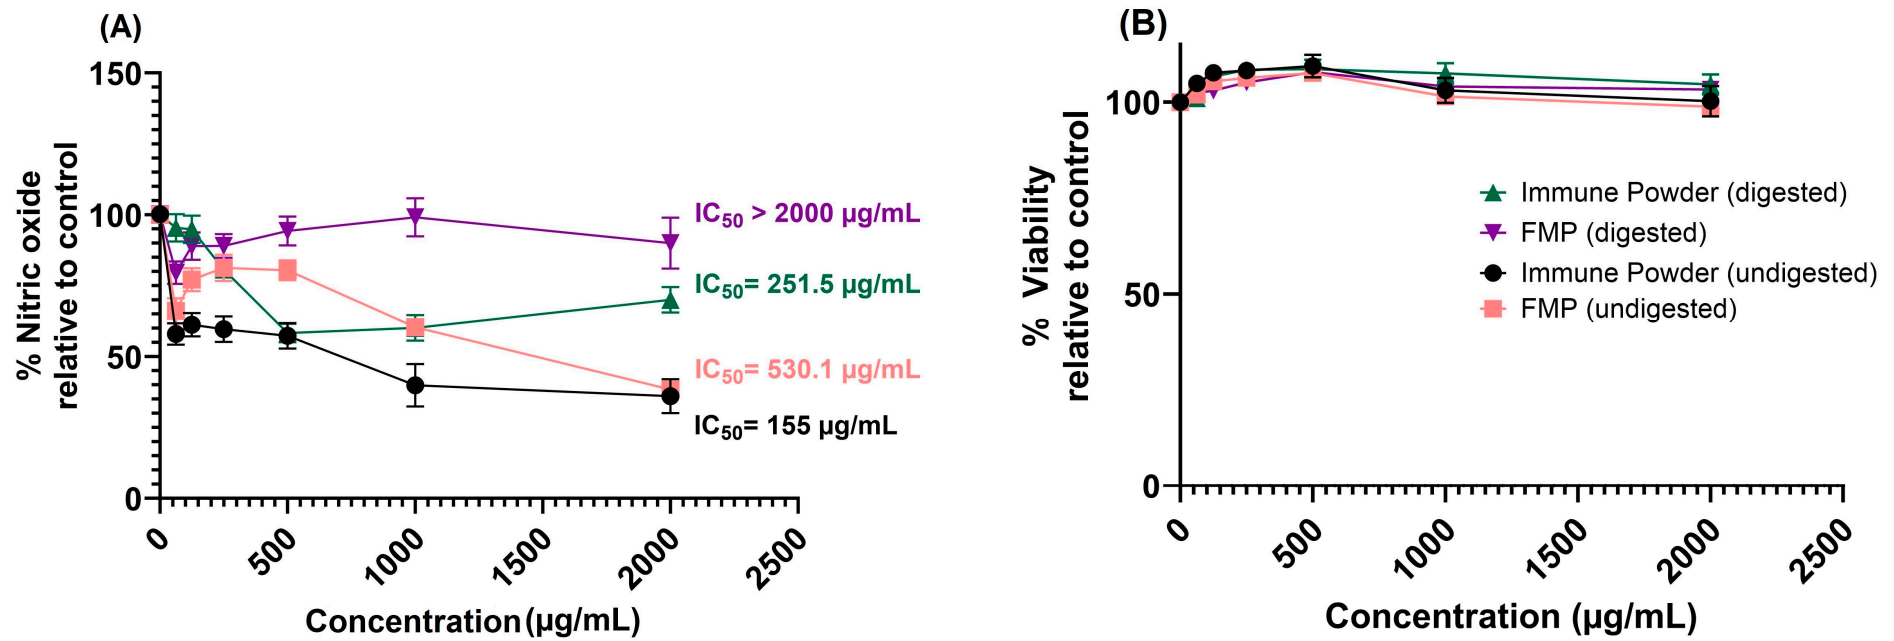 (A)
% Nitric oxide
relative to control
150
100
50
0
0
500
1000
1500
2000
2500
Concentration (µg/mL)
IC50 > 2000 µg/mL
IC50= 251.5 µg/mL
IC50= 530.1 µg/mL
IC50= 155 µg/mL
(B)
% Viability
relative to control
100
50
0
0
500
1000
1500
2000
2500
Concentration (µg/mL)
Immune Powder (digested)
FMP (digested)
Immune Powder (undigested)
FMP (undigested)